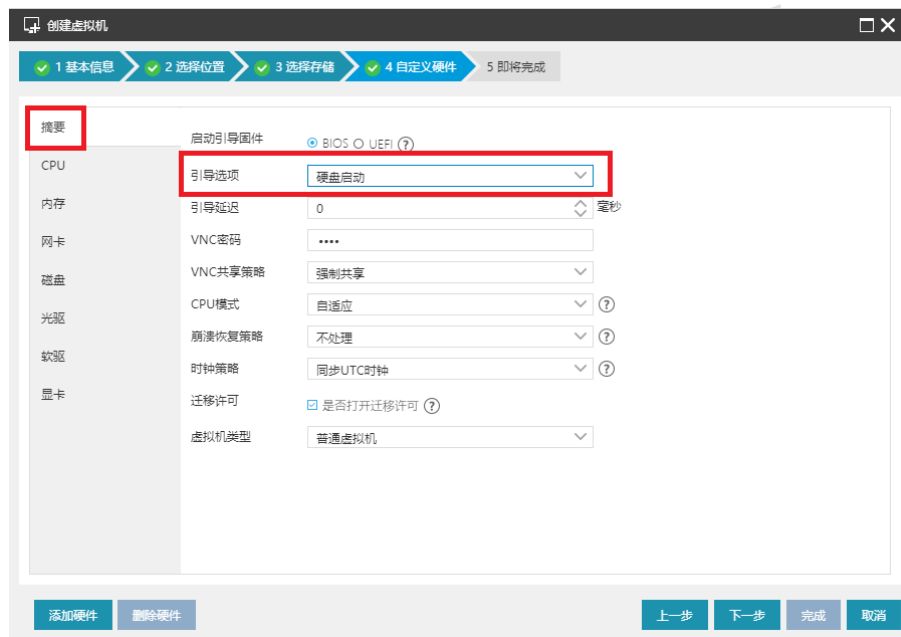 创建虚拟机
1 基本信息 2 选择位置 3 选择存储 4 自定义硬件 5 即将完成
摘要
CPU
内存
网卡
磁盘
光驱
软驱
显卡
启动引导固件 BIOS UEFI ?
引导选项 硬盘启动
引导延迟 0 毫秒
VNC密码 ••••
VNC共享策略 强制共享
CPU模式 自适应 ?
崩溃恢复策略 不处理 ?
时钟策略 同步UTC时钟 ?
迁移许可 是否打开迁移许可 ?
虚拟机类型 普通虚拟机
添加硬件 删除硬件 上一步 下一步 完成 取消